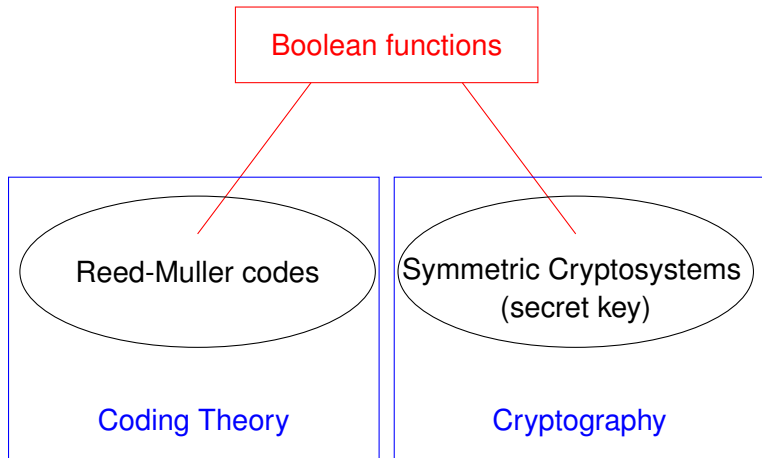 Boolean functions
Reed-Muller codes
Symmetric Cryptosystems
(secret key)
Coding Theory
Cryptography